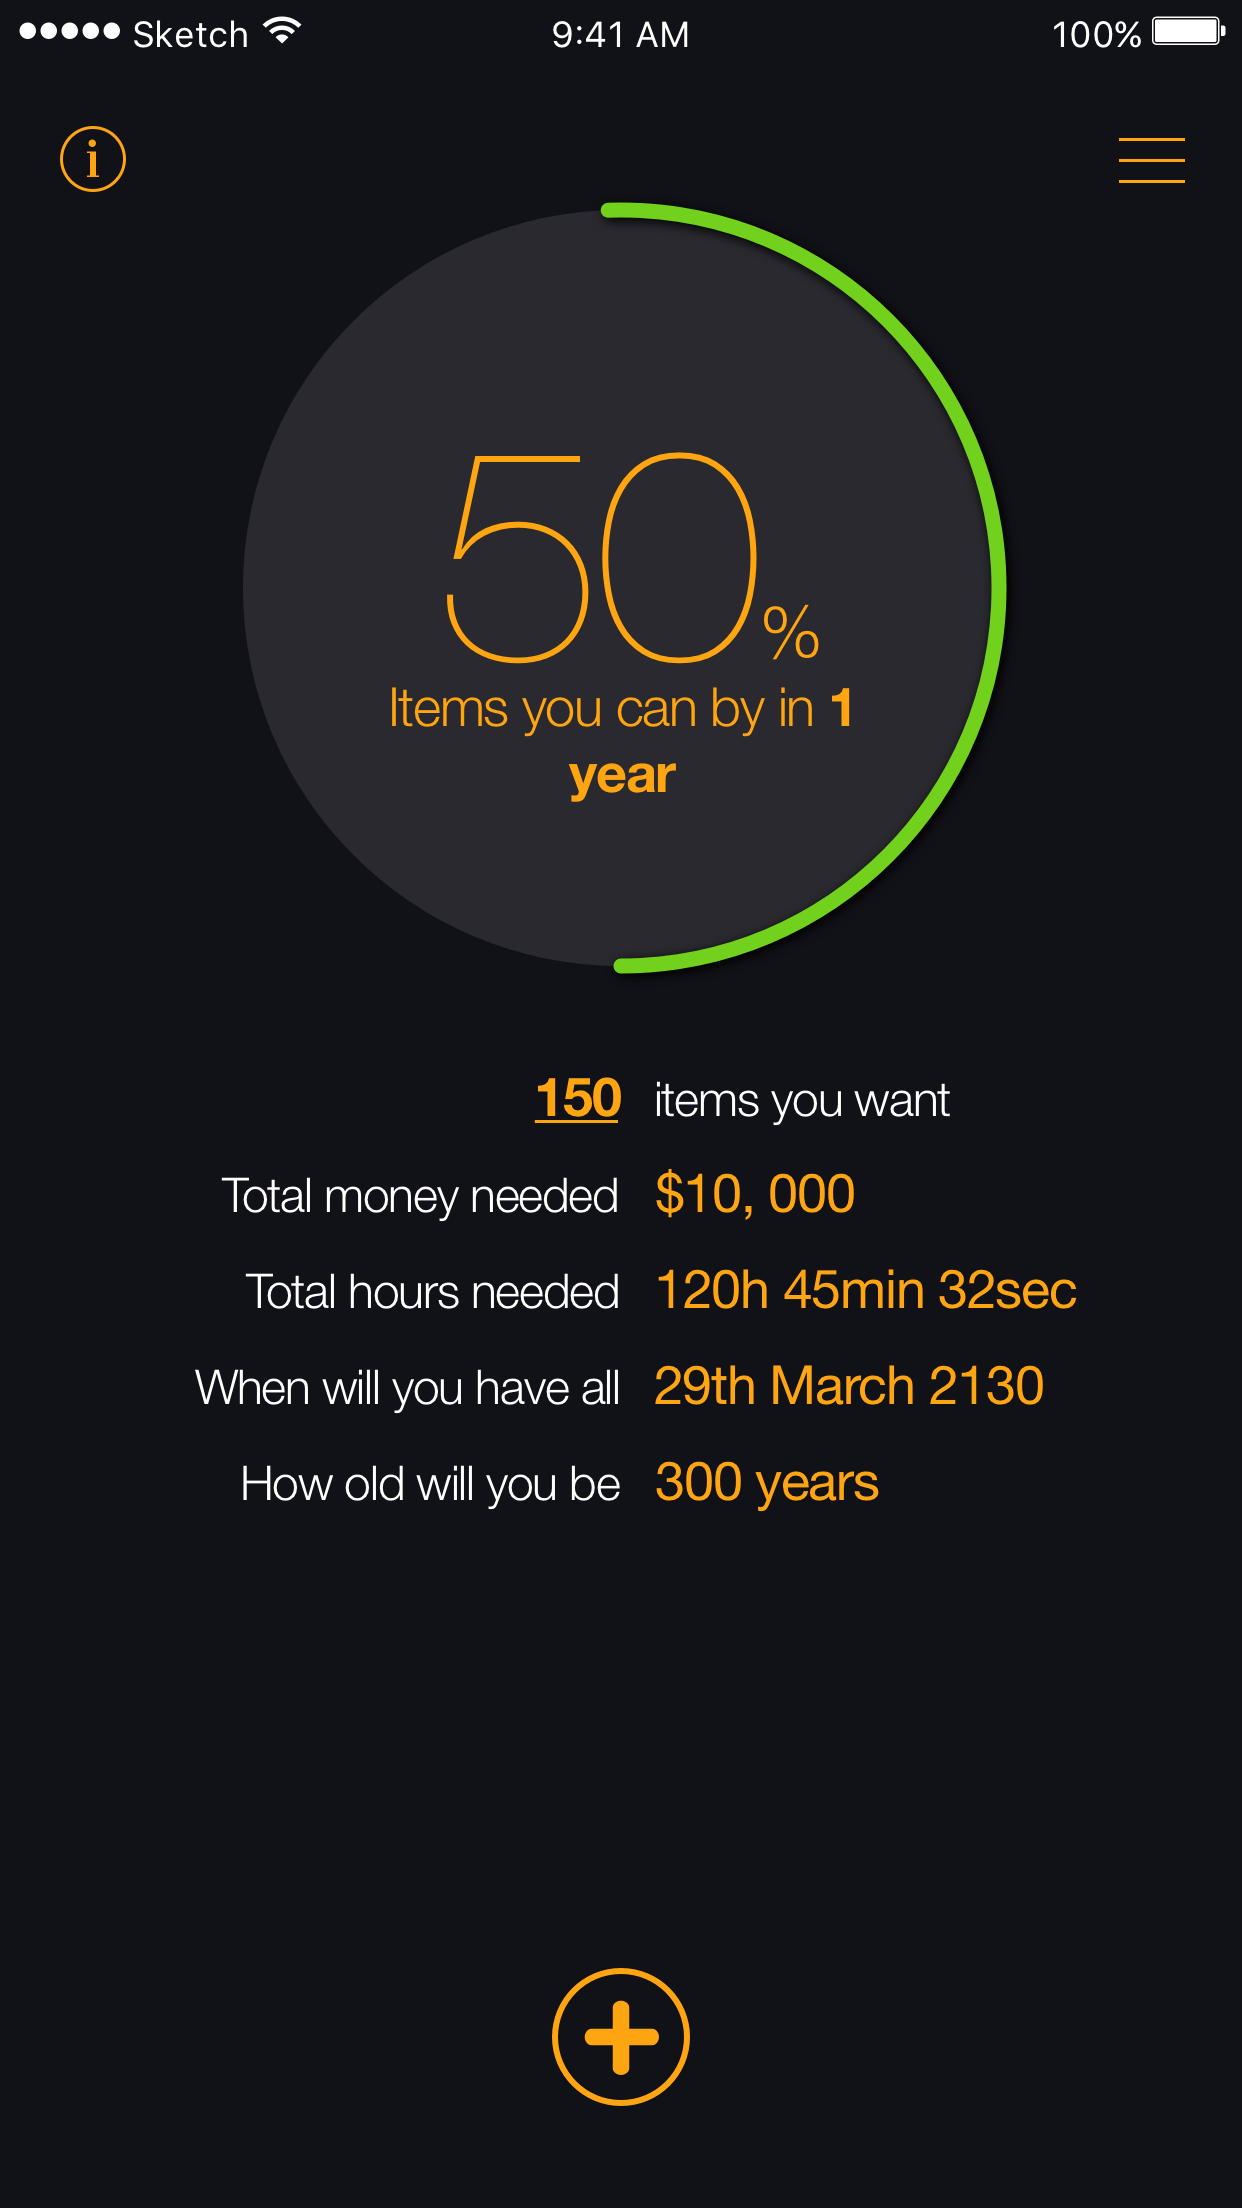 Sketch 9:41 AM 100%
i
50%
Items you can by in 1
year
150 items you want
Total money needed $10, 000
Total hours needed 120h 45min 32sec
When will you have all 29th March 2130
How old will you be 300 years